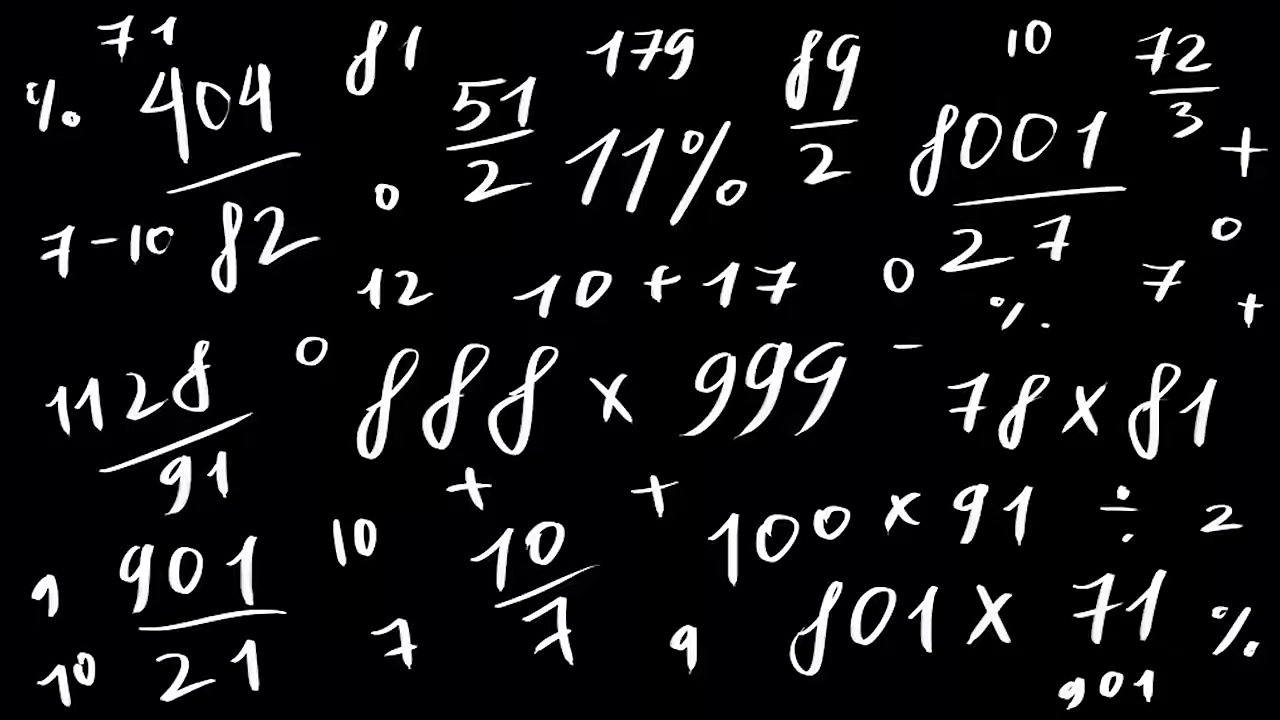 71 81 179 10
% 404/82 51/2 11% 89/2 8001/27 72/3 +
7-10 0 0
12 10+17 0 % . 7 +
1128/91 0 888 x 999 - 78 x 81
+ + 100 x 91 ÷ 2
9 901/21 10 10/7 801 x 71 %
10 7 9 901